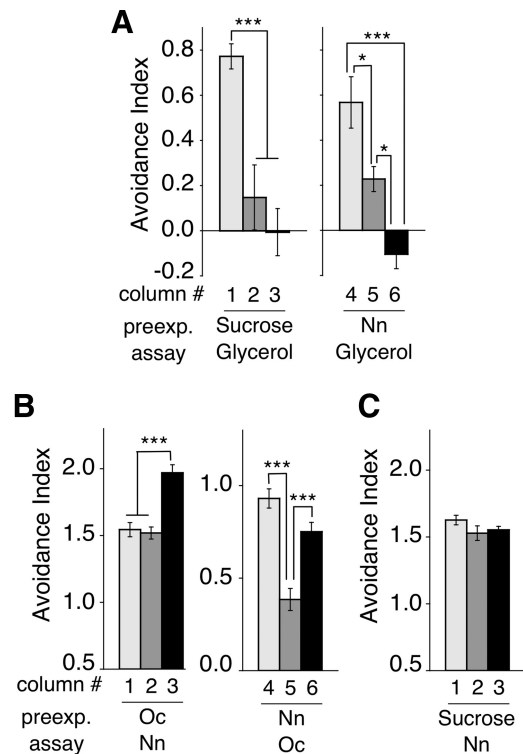 A
***
***
*
*
Avoidance Index
0.8
0.6
0.4
0.2
0.0
-0.2
column # 1 2 3 4 5 6
preexp. Sucrose Nn
assay Glycerol Glycerol
B
C
***
***
***
Avoidance Index
2.0
1.5
1.0
0.5
1.0
0.5
0.0
Avoidance Index
2.0
1.5
1.0
0.5
column # 1 2 3 4 5 6 1 2 3
preexp. Oc Nn Sucrose
assay Nn Oc Nn